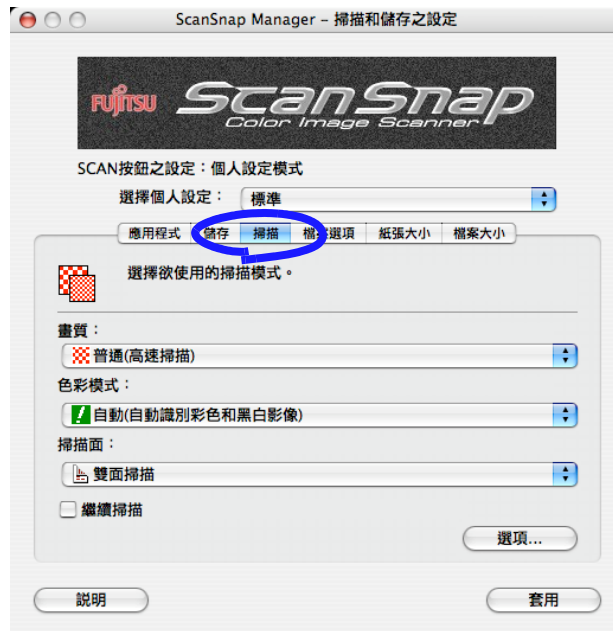 ScanSnap Manager – 掃描和儲存之設定
FUJITSU ScanSnap
Color Image Scanner
SCAN按鈕之設定：個人設定模式
選擇個人設定： 標準
應用程式 儲存 掃描 檔案選項 紙張大小 檔案大小
選擇欲使用的掃描模式。
畫質：
普通(高速掃描)
色彩模式：
自動(自動識別彩色和黑白影像)
掃描面：
雙面掃描
繼續掃描
選項...
說明 套用